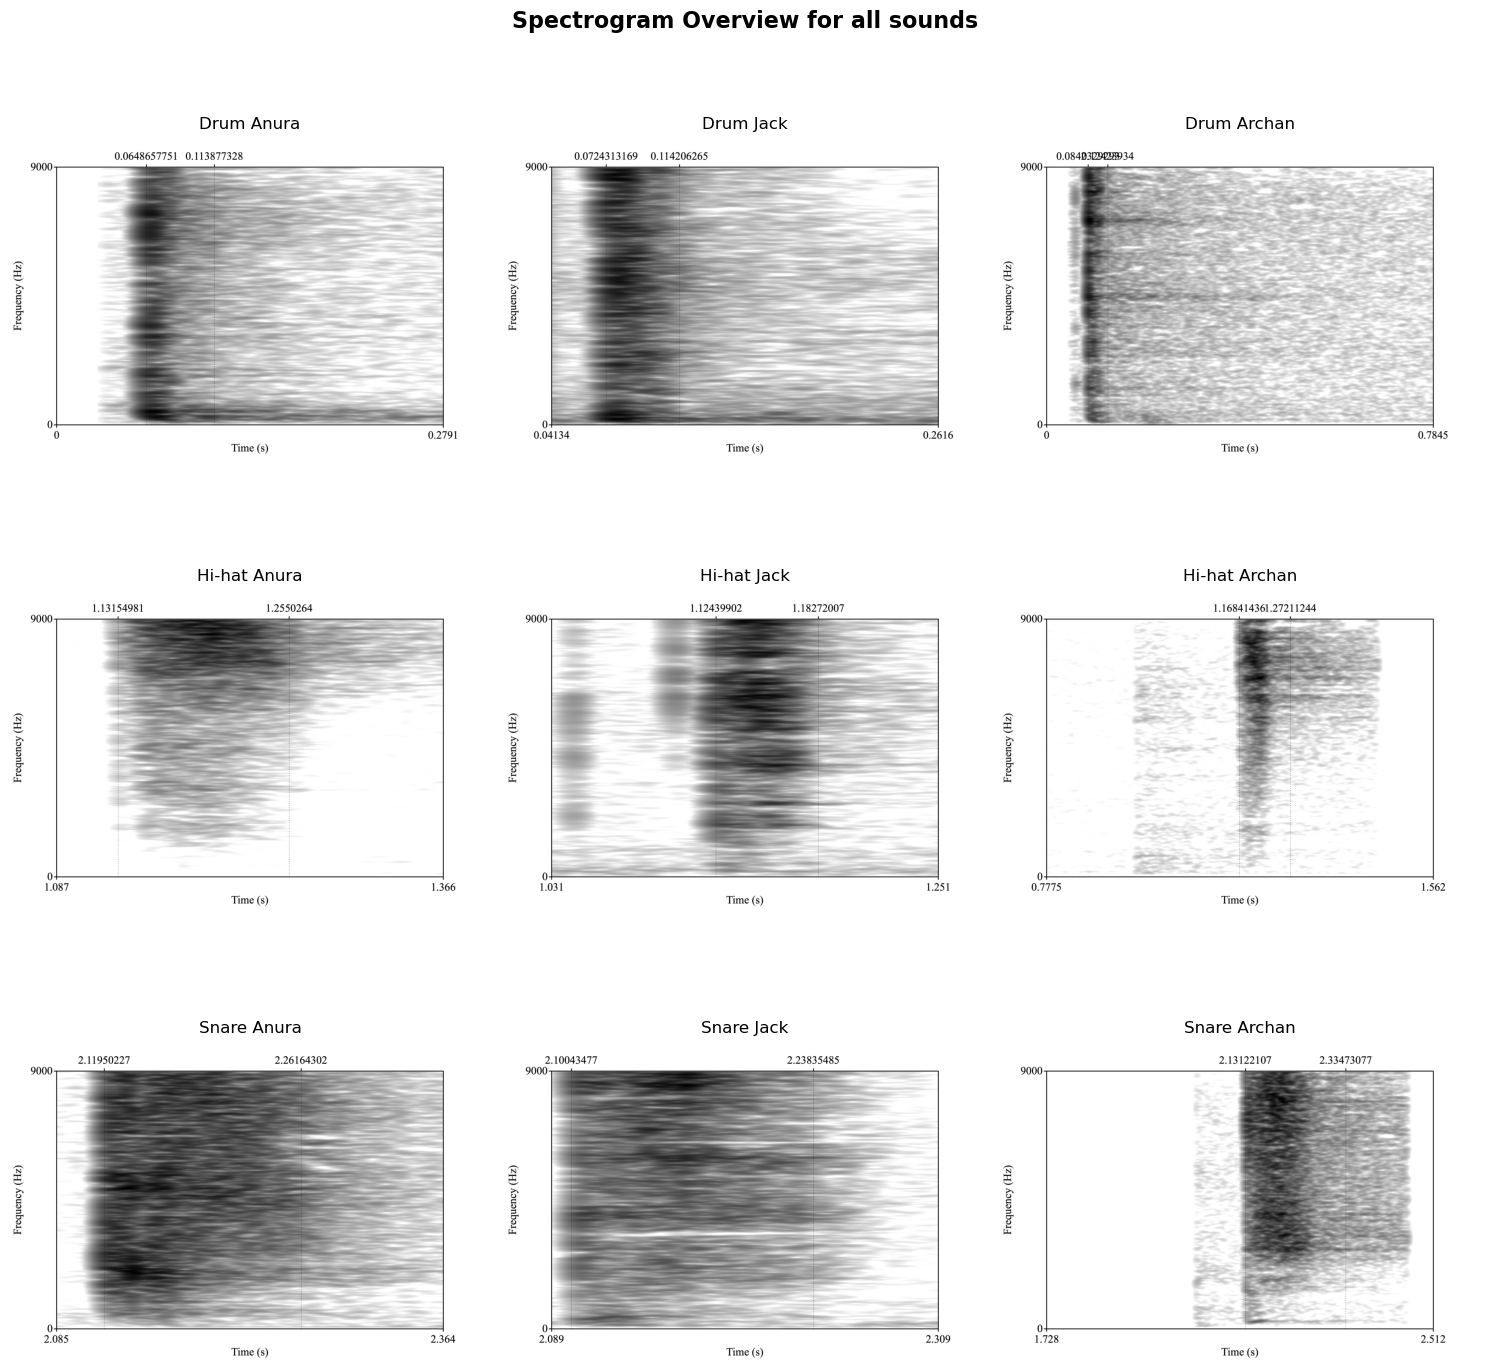 Spectrogram Overview for all sounds
Drum Anura
0.0648657751 0.113877328
9000
Frequency (Hz)
0
0 0.2791
Time (s)
Drum Jack
0.0724313169 0.114206265
9000
Frequency (Hz)
0
0.04134 0.2616
Time (s)
Drum Archan
9000
Frequency (Hz)
0
0 0.7845
Time (s)
Hi-hat Anura
1.13154981 1.2550264
9000
Frequency (Hz)
0
1.087 1.366
Time (s)
Hi-hat Jack
1.12439902 1.18272007
9000
Frequency (Hz)
0
1.031 1.251
Time (s)
Hi-hat Archan
1.27211244
9000
Frequency (Hz)
0
0.7775 1.562
Time (s)
Snare Anura
2.11950227 2.26164302
9000
Frequency (Hz)
0
2.085 2.364
Time (s)
Snare Jack
2.10043477 2.23835485
9000
Frequency (Hz)
0
2.089 2.309
Time (s)
Snare Archan
2.13122107 2.33473077
9000
Frequency (Hz)
0
1.728 2.512
Time (s)